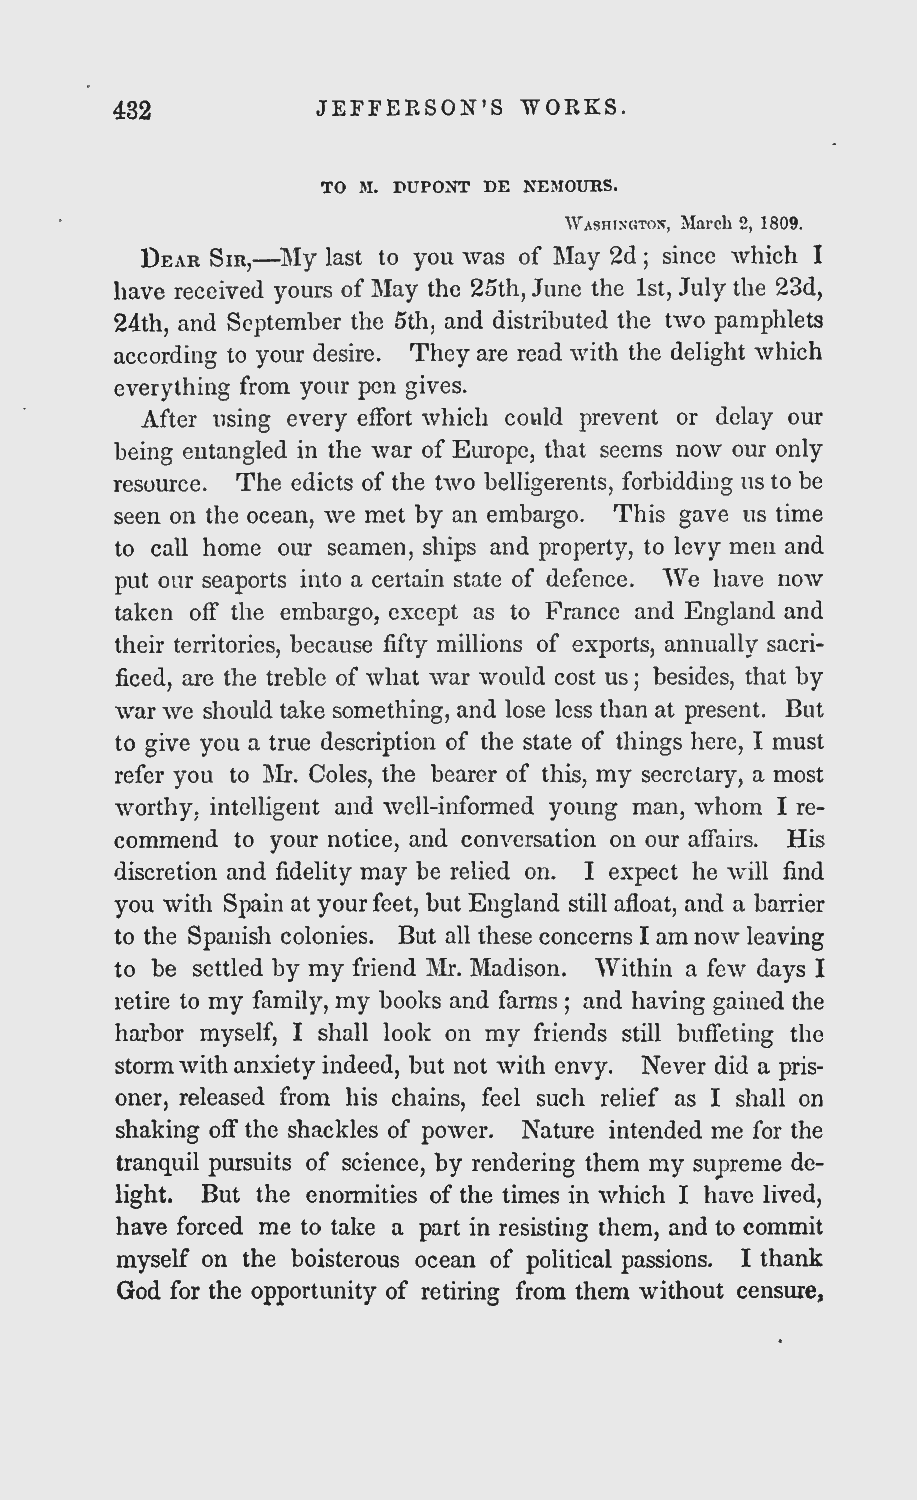 432 JEFFERSON'S WORKS.
TO M. DUPONT DE NEMOURS.
WASHINGTON, March 2, 1809.
DEAR SIR,—My last to you was of May 2d; since which I
have received yours of May the 25th, June the 1st, July the 23d,
24th, and September the 5th, and distributed the two pamphlets
according to your desire. They are read with the delight which
everything from your pen gives.
After using every effort which could prevent or delay our
being entangled in the war of Europe, that seems now our only
resource. The edicts of the two belligerents, forbidding us to be
seen on the ocean, we met by an embargo. This gave us time
to call home our seamen, ships and property, to levy men and
put our seaports into a certain state of defence. We have now
taken off the embargo, except as to France and England and
their territories, because fifty millions of exports, annually sacri-
ficed, are the treble of what war would cost us; besides, that by
war we should take something, and lose less than at present. But
to give you a true description of the state of things here, I must
refer you to Mr. Coles, the bearer of this, my secretary, a most
worthy, intelligent and well-informed young man, whom I re-
commend to your notice, and conversation on our affairs. His
discretion and fidelity may be relied on. I expect he will find
you with Spain at your feet, but England still afloat, and a barrier
to the Spanish colonies. But all these concerns I am now leaving
to be settled by my friend Mr. Madison. Within a few days I
retire to my family, my books and farms; and having gained the
harbor myself, I shall look on my friends still buffeting the
storm with anxiety indeed, but not with envy. Never did a pris-
oner, released from his chains, feel such relief as I shall on
shaking off the shackles of power. Nature intended me for the
tranquil pursuits of science, by rendering them my supreme de-
light. But the enormities of the times in which I have lived,
have forced me to take a part in resisting them, and to commit
myself on the boisterous ocean of political passions. I thank
God for the opportunity of retiring from them without censure,